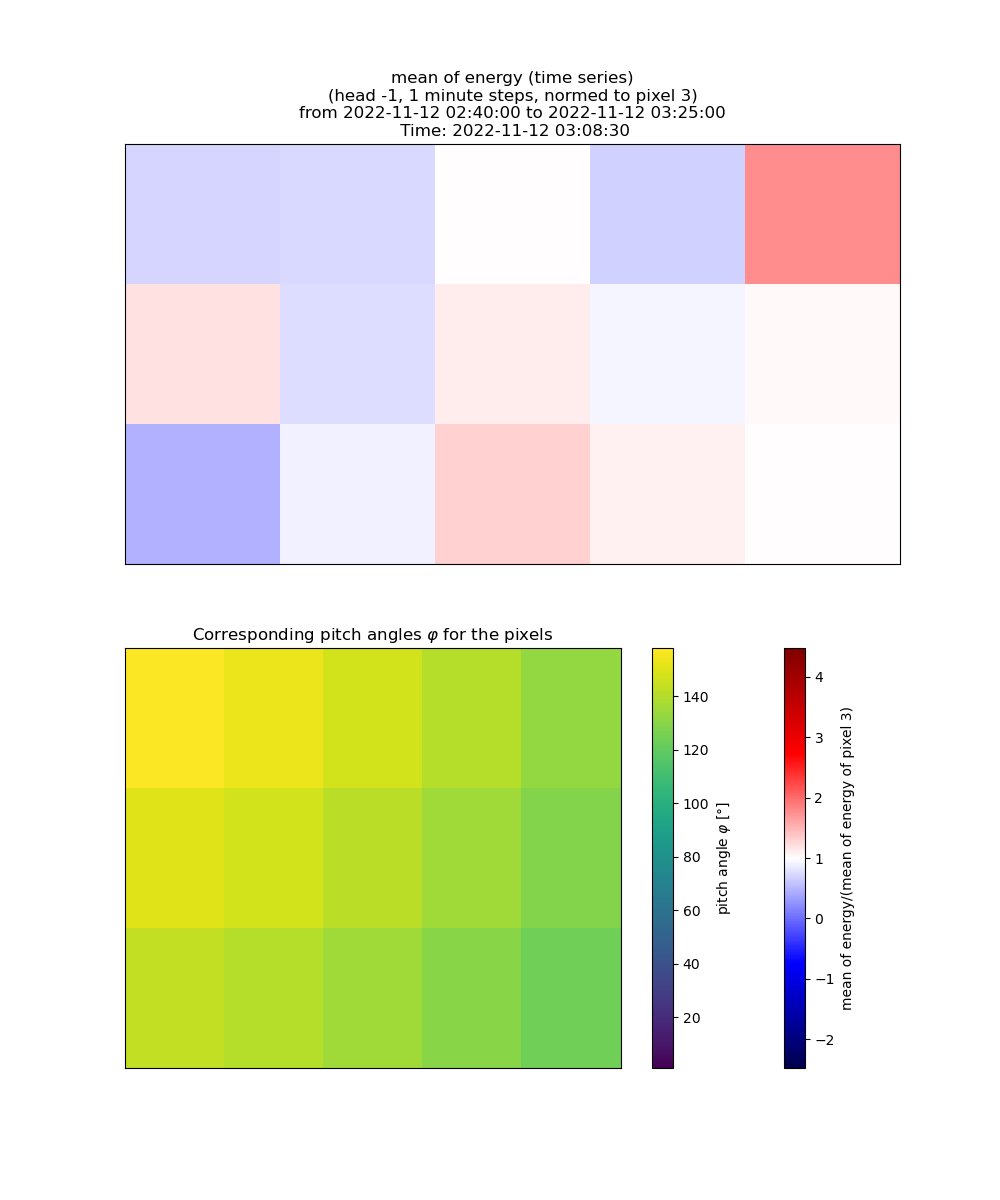 mean of energy (time series)
(head -1, 1 minute steps, normed to pixel 3)
from 2022-11-12 02:40:00 to 2022-11-12 03:25:00
Time: 2022-11-12 03:08:30
Corresponding pitch angles φ for the pixels
140
120
100
80
60
40
20
pitch angle φ [°]
4
3
2
1
0
−1
−2
mean of energy/(mean of energy of pixel 3)